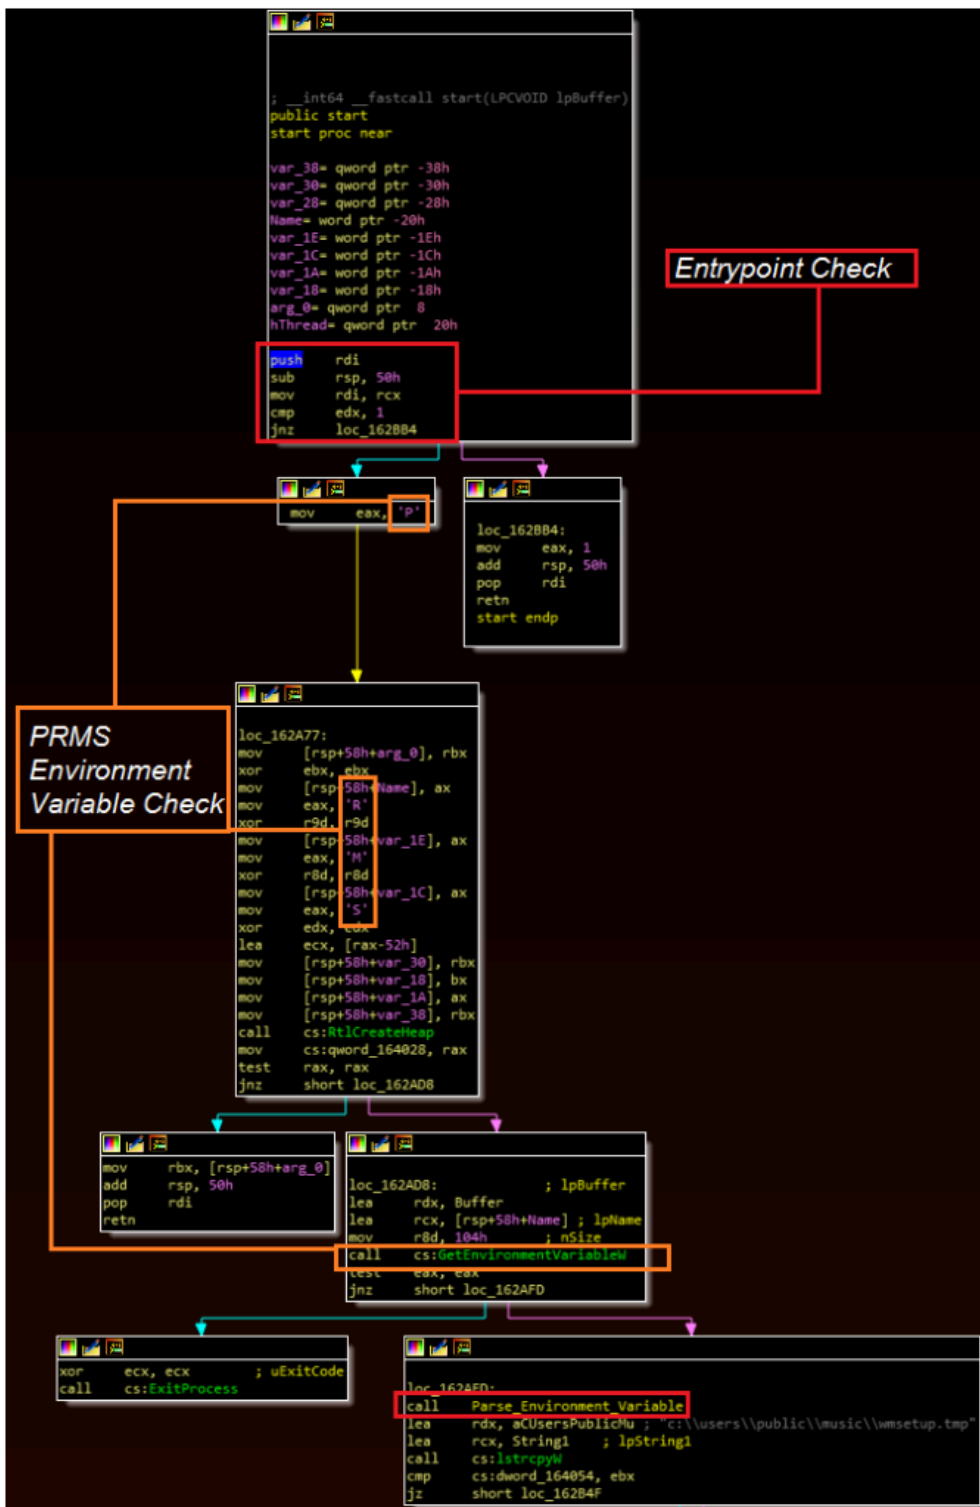 ; __int64 __fastcall start(LPCVOID lpBuffer)
public start
start proc near
var_38= qword ptr -38h
var_30= qword ptr -30h
var_28= qword ptr -28h
Name= word ptr -20h
var_1E= word ptr -1Eh
var_1C= word ptr -1Ch
var_1A= word ptr -1Ah
var_18= word ptr -18h
arg_0= qword ptr  8
hThread= qword ptr  20h
Entrypoint Check
push rdi
sub rsp, 50h
mov rdi, rcx
cmp edx, 1
jnz loc_162BB4
mov eax, 'P'
loc_162BB4:
mov eax, 1
add rsp, 50h
pop rdi
retn
start endp
PRMS
Environment
Variable Check
loc_162A77:
mov [rsp+58h+arg_0], rbx
xor ebx, ebx
mov [rsp+58h+Name], ax
mov eax, 'R'
xor r9d, r9d
mov [rsp+58h+var_1E], ax
mov eax, 'M'
xor r8d, r8d
mov [rsp+58h+var_1C], ax
mov eax, 'S'
xor edx, edx
lea ecx, [rax-52h]
mov [rsp+58h+var_30], rbx
mov [rsp+58h+var_18], bx
mov [rsp+58h+var_1A], ax
mov [rsp+58h+var_38], rbx
call cs:RtlCreateHeap
mov cs:qword_164028, rax
test rax, rax
jnz short loc_162AD8
mov rbx, [rsp+58h+arg_0]
add rsp, 50h
pop rdi
retn
loc_162AD8: ; lpBuffer
lea rdx, Buffer
lea rcx, [rsp+58h+Name] ; lpName
mov r8d, 104h ; nSize
call cs:GetEnvironmentVariableW
test eax, eax
jnz short loc_162AFD
xor ecx, ecx ; uExitCode
call cs:ExitProcess
loc_162AFD:
call Parse_Environment_Variable
lea rdx, aCUsersPublicMu ; "c:\\users\\public\\music\\wmsetup.tmp"
lea rcx, String1 ; lpString1
call cs:lstrcpyW
cmp cs:dword_164054, ebx
jz short loc_162B4F